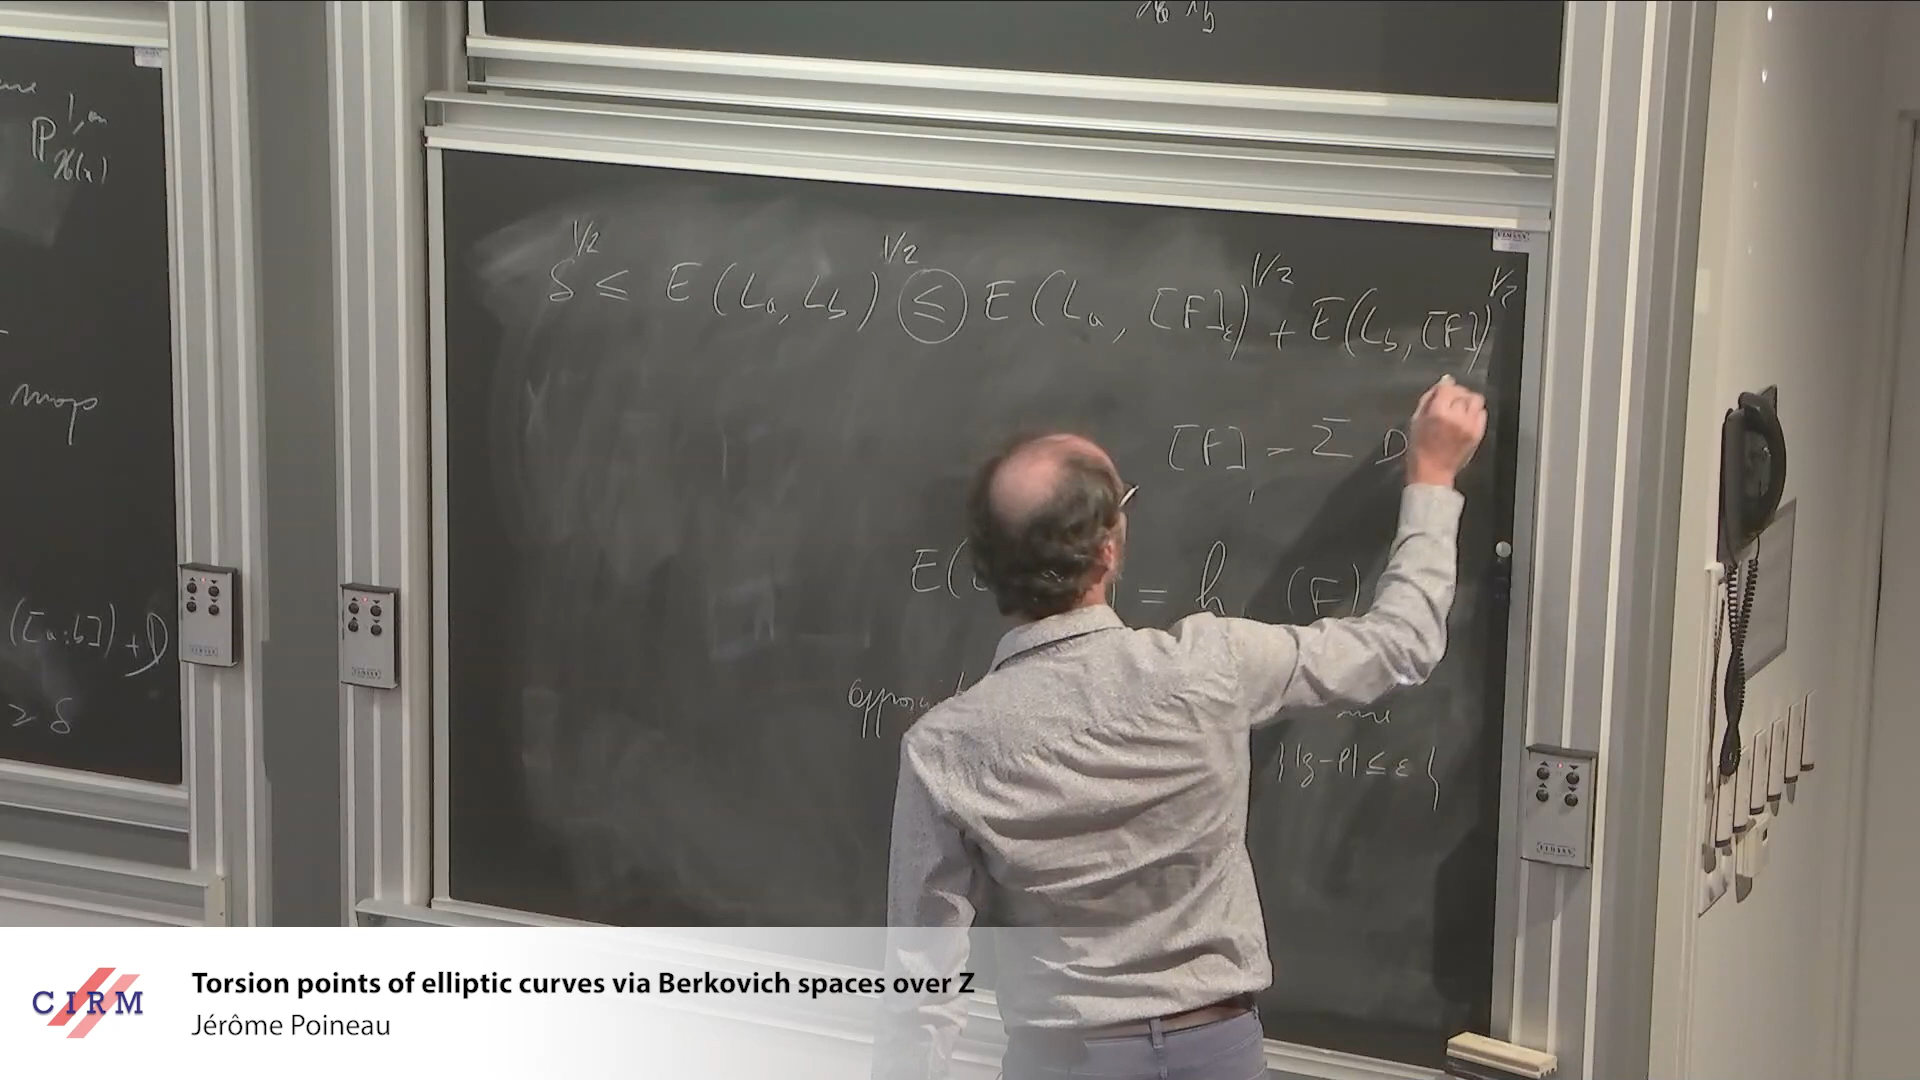 P^{1,an}_{ℋ(x)}
maps
([a:b]) + D
≥ δ
δ^{1/2} ≤ E(L_a, L_b)^{1/2} ≤ E(L_a, [F]_ε)^{1/2} + E(L_b, [F])^{1/2}
[F] = Σ D
E( = h (F)
{|z-P| ≤ ε}
CIRM
Torsion points of elliptic curves via Berkovich spaces over Z
Jérôme Poineau